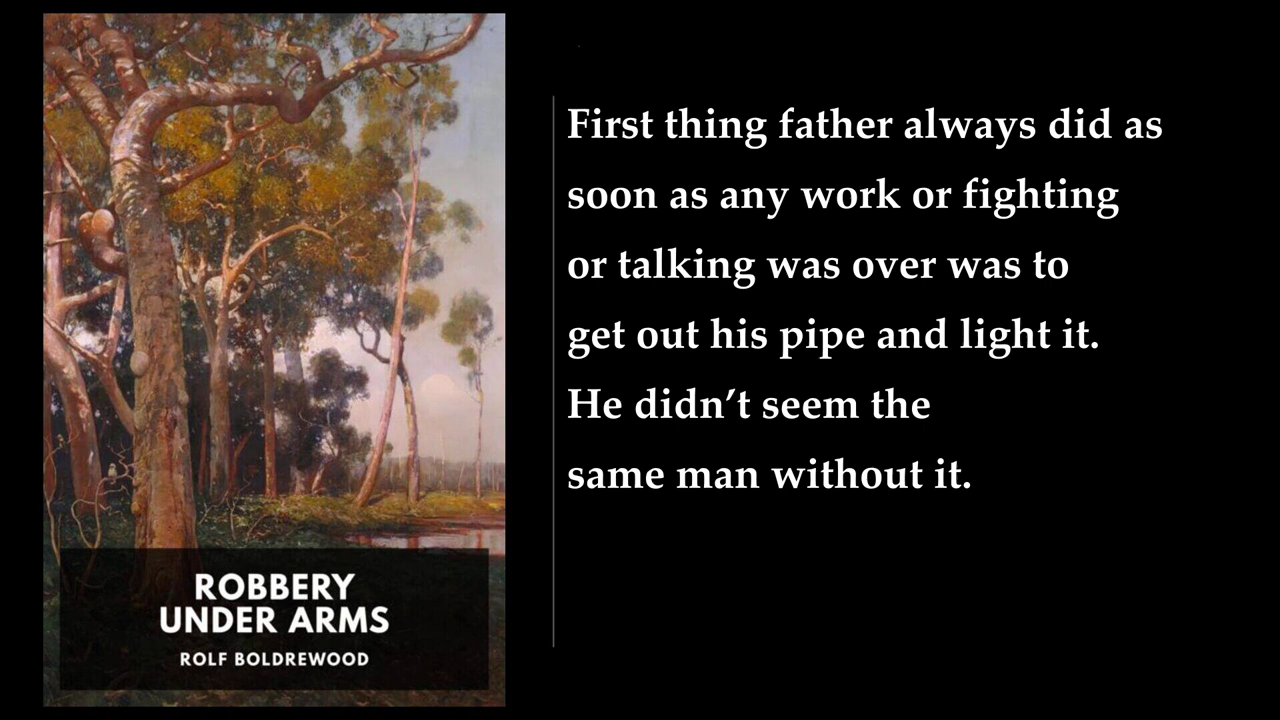 First thing father always did as
soon as any work or fighting
or talking was over was to
get out his pipe and light it.
He didn’t seem the
same man without it.
ROBBERY
UNDER ARMS
ROLF BOLDREWOOD